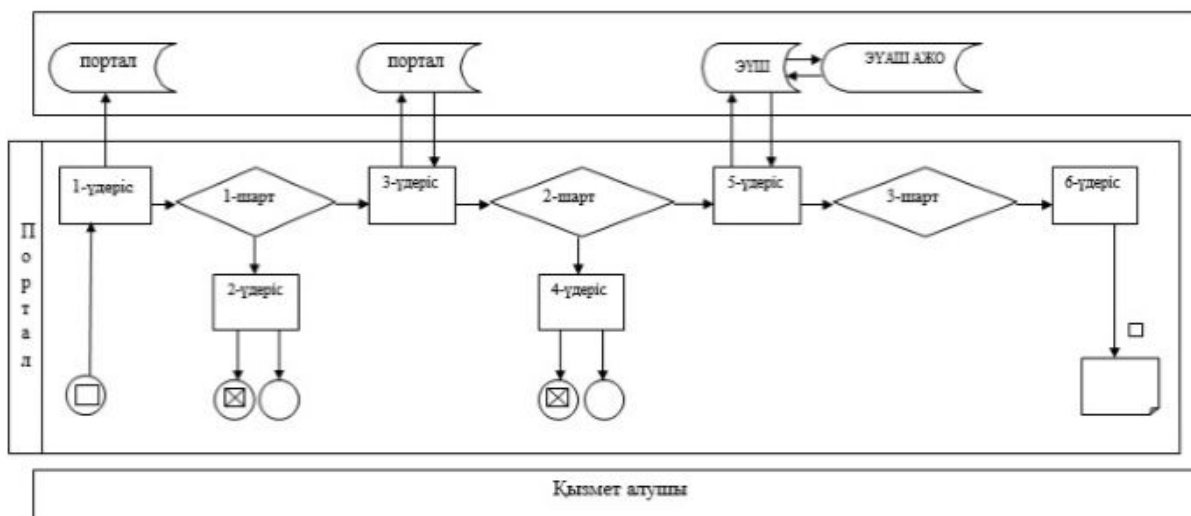 портал
портал
ЭҮШ
ЭҮАШ АЖО
1-үдеріс
1-шарт
3-үдеріс
2-шарт
5-үдеріс
3-шарт
6-үдеріс
2-үдеріс
4-үдеріс
Портал
Қызмет алушы